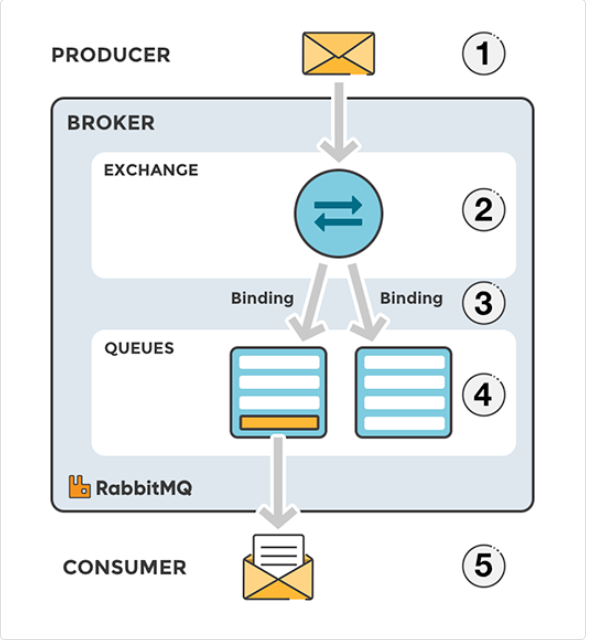 PRODUCER
1
BROKER
EXCHANGE
2
Binding Binding
3
QUEUES
4
RabbitMQ
CONSUMER
5